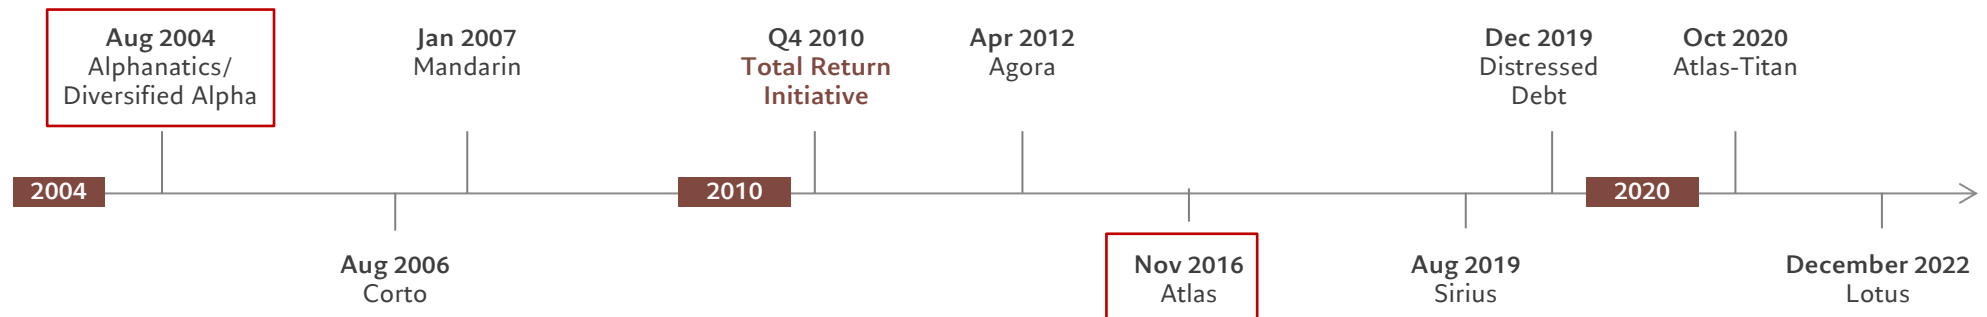 Aug 2004
Alphanatics/
Diversified Alpha
Jan 2007
Mandarin
Q4 2010
Total Return
Initiative
Apr 2012
Agora
Dec 2019
Distressed
Debt
Oct 2020
Atlas-Titan
2004
2010
2020
Aug 2006
Corto
Nov 2016
Atlas
Aug 2019
Sirius
December 2022
Lotus